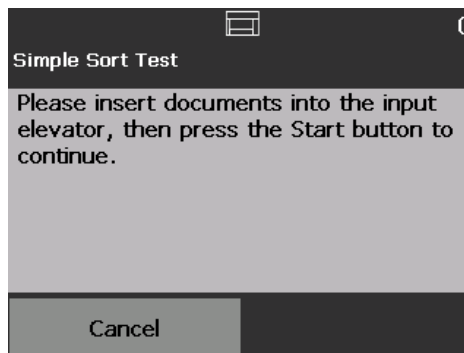 Simple Sort Test
Please insert documents into the input
elevator, then press the Start button to
continue.
Cancel